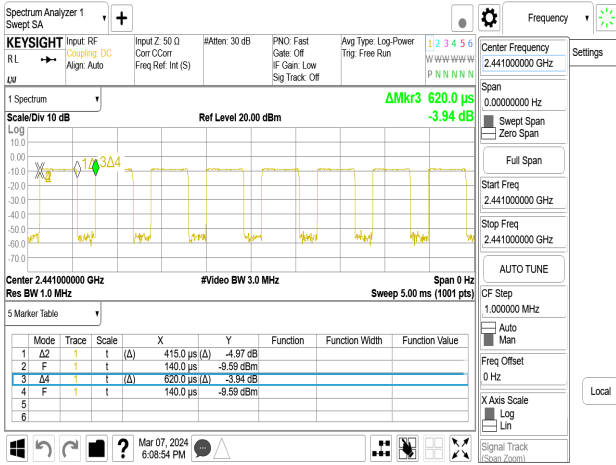 Spectrum Analyzer 1
Swept SA
Frequency
KEYSIGHT
Input: RF
Input Z: 50 Ω
#Atten: 30 dB
PNO: Fast
Avg Type: Log-Power
1 2 3 4 5 6
RL
Coupling: DC
Corr CCorr
Gate: Off
Trig: Free Run
W W W W W W
Align: Auto
Freq Ref: Int (S)
IF Gain: Low
Sig Track: Off
P N N N N N
1 Spectrum
ΔMkr3 620.0 µs
Scale/Div 10 dB
Ref Level 20.00 dBm
-3.94 dB
Log
10.0
0.00
-10.0
-20.0
-30.0
-40.0
-50.0
-60.0
-70.0
1Δ
3Δ4
Center 2.441000000 GHz
#Video BW 3.0 MHz
Span 0 Hz
Res BW 1.0 MHz
Sweep 5.00 ms (1001 pts)
5 Marker Table
Mode Trace Scale X Y Function Function Width Function Value
1 Δ2 1 t (Δ) 415.0 µs (Δ) -4.97 dB
2 F 1 t 140.0 µs -9.59 dBm
3 Δ4 1 t (Δ) 620.0 µs (Δ) -3.94 dB
4 F 1 t 140.0 µs -9.59 dBm
5
6
Mar 07, 2024
6:08:54 PM
Center Frequency
2.441000000 GHz
Settings
Span
0.00000000 Hz
Swept Span
Zero Span
Full Span
Start Freq
2.441000000 GHz
Stop Freq
2.441000000 GHz
AUTO TUNE
CF Step
1.000000 MHz
Auto
Man
Freq Offset
0 Hz
Local
X Axis Scale
Log
Lin
Signal Track
(Span Zoom)